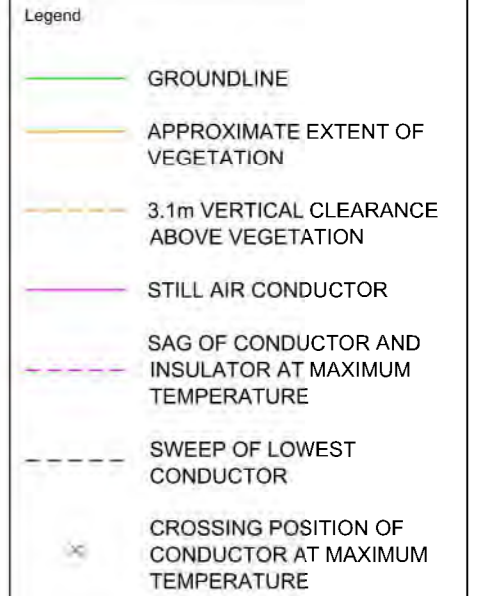 Legend
GROUNDLINE
APPROXIMATE EXTENT OF
VEGETATION
3.1m VERTICAL CLEARANCE
ABOVE VEGETATION
STILL AIR CONDUCTOR
SAG OF CONDUCTOR AND
INSULATOR AT MAXIMUM
TEMPERATURE
SWEEP OF LOWEST
CONDUCTOR
CROSSING POSITION OF
CONDUCTOR AT MAXIMUM
TEMPERATURE